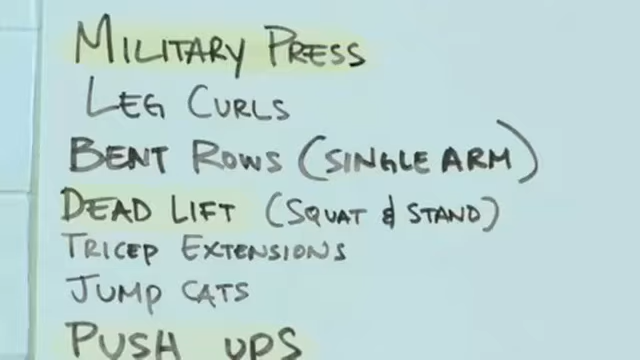 MILITARY PRESS
LEG CURLS
BENT ROWS (SINGLE ARM)
DEAD LIFT (SQUAT & STAND)
TRICEP EXTENSIONS
JUMP CATS
PUSH UPS